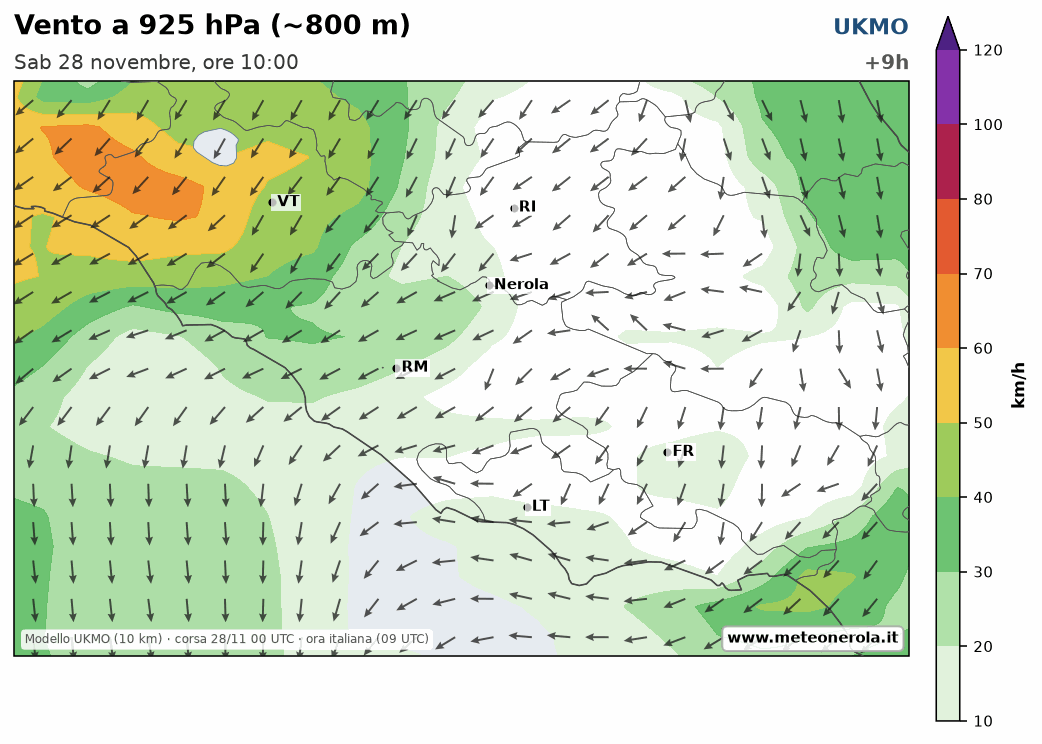 Vento a 925 hPa (~800 m)
UKMO
Sab 28 novembre, ore 10:00
+9h
120
100
80
70
60
50
40
30
20
10
km/h
VT
RI
Nerola
RM
FR
LT
Modello UKMO (10 km) · corsa 28/11 00 UTC · ora italiana (09 UTC)
www.meteonerola.it